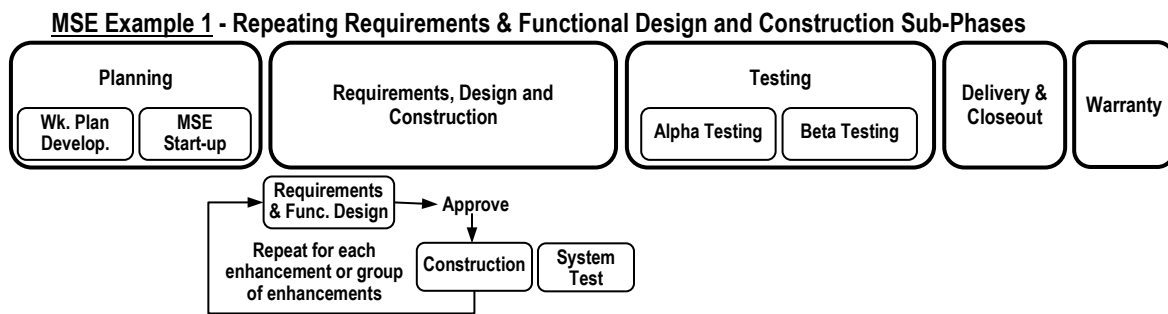 MSE Example 1 - Repeating Requirements & Functional Design and Construction Sub-Phases
Planning
Wk. Plan
Develop.
MSE
Start-up
Requirements, Design and
Construction
Testing
Alpha Testing
Beta Testing
Delivery &
Closeout
Warranty
Requirements
& Func. Design
Approve
Repeat for each
enhancement or group
of enhancements
Construction
System
Test